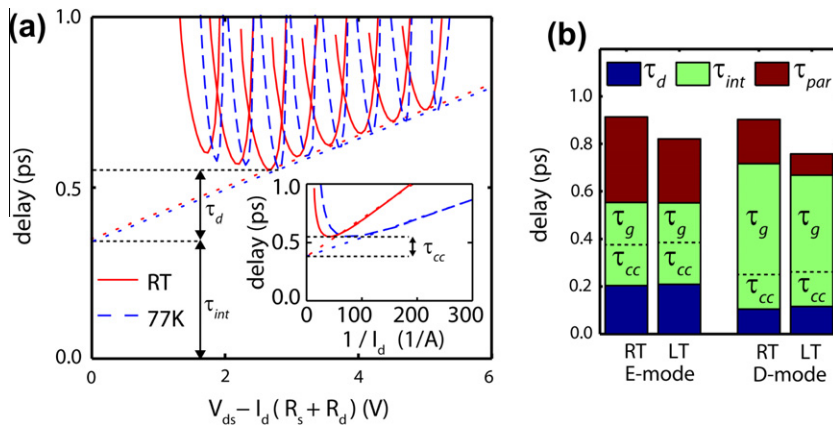 (a)
1.0
0.5
0.0
delay (ps)
τd
τint
RT
77K
0 2 4 6
Vds – Id ( Rs + Rd ) (V)
1.0
0.5
0.0
delay (ps)
τcc
0 100 200 300
1 / Id (1/A)
(b)
τd τint τpar
1.0
0.8
0.6
0.4
0.2
0.0
delay (ps)
τg τg τg τg
τcc τcc τcc τcc
RT LT RT LT
E-mode D-mode